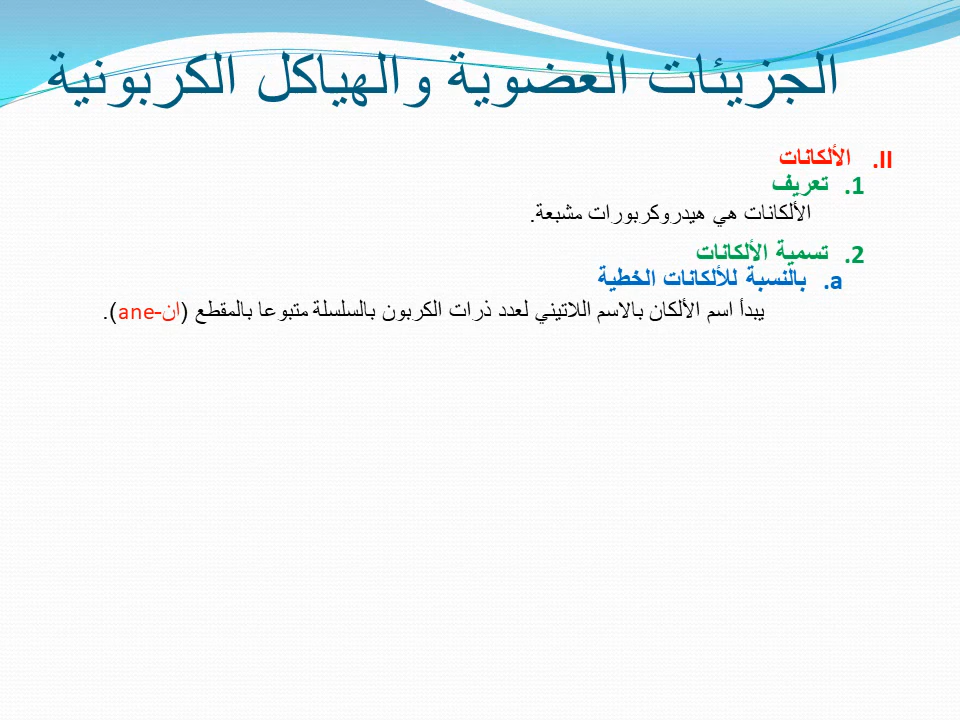 الجزيئات العضوية والهياكل الكربونية
II. الألكانات
1. تعريف
الألكانات هي هيدروكربورات مشبعة.
2. تسمية الألكانات
a. بالنسبة للألكانات الخطية
يبدأ اسم الألكان بالاسم اللاتيني لعدد ذرات الكربون بالسلسلة متبوعا بالمقطع (ان-ane).